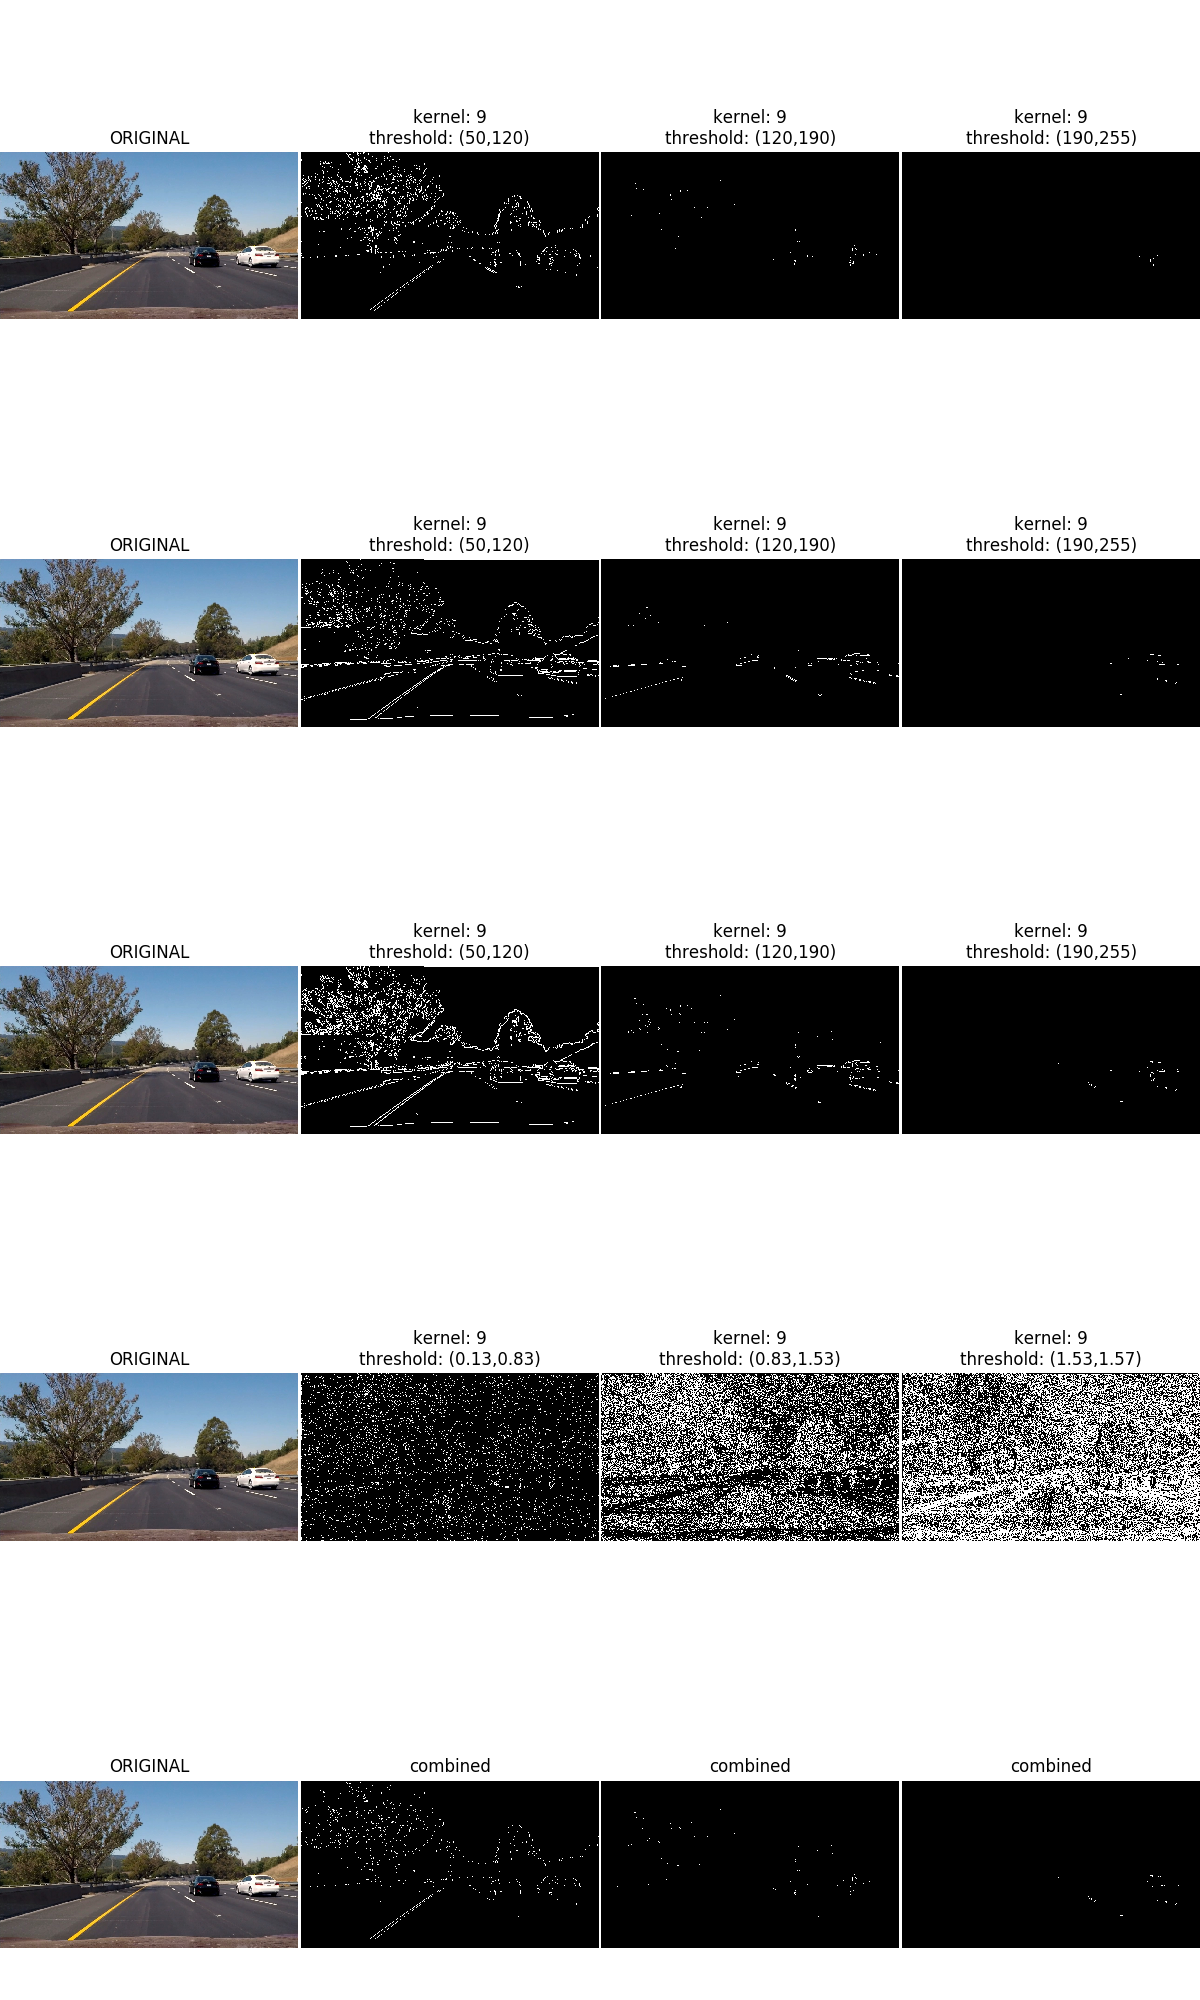 ORIGINAL
kernel: 9
threshold: (50,120)
kernel: 9
threshold: (120,190)
kernel: 9
threshold: (190,255)
ORIGINAL
kernel: 9
threshold: (50,120)
kernel: 9
threshold: (120,190)
kernel: 9
threshold: (190,255)
ORIGINAL
kernel: 9
threshold: (50,120)
kernel: 9
threshold: (120,190)
kernel: 9
threshold: (190,255)
ORIGINAL
kernel: 9
threshold: (0.13,0.83)
kernel: 9
threshold: (0.83,1.53)
kernel: 9
threshold: (1.53,1.57)
ORIGINAL
combined
combined
combined